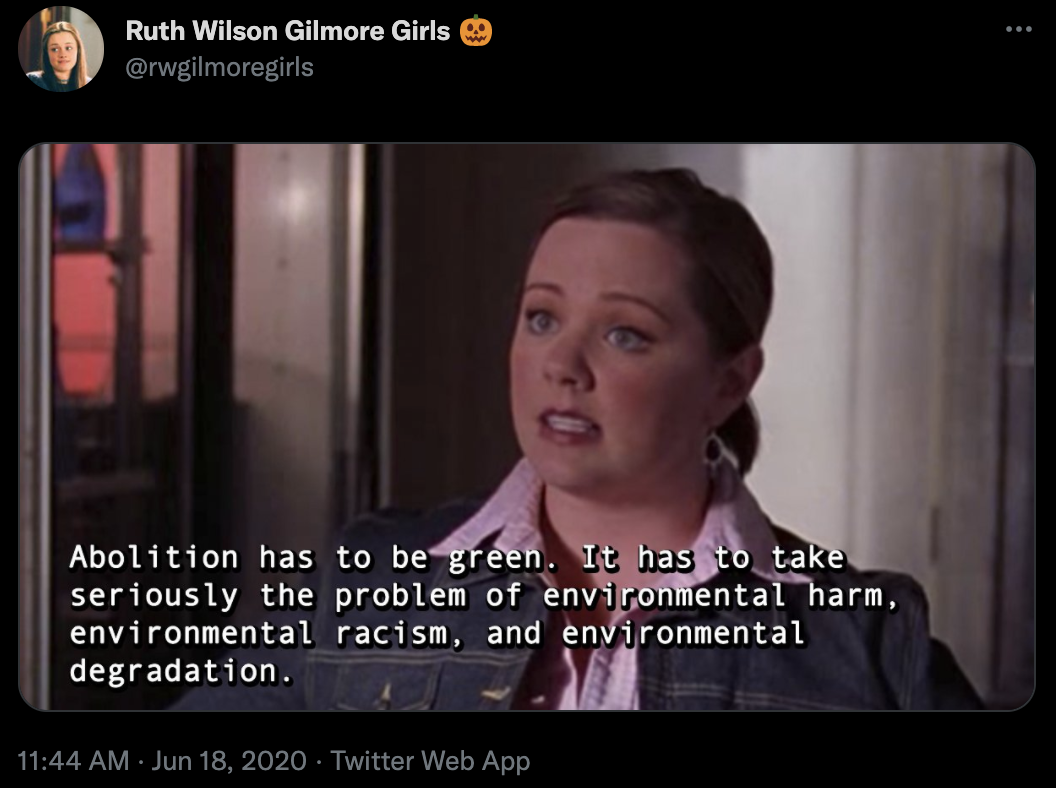 Ruth Wilson Gilmore Girls 🎃
@rwgilmoregirls
Abolition has to be green. It has to take
seriously the problem of environmental harm,
environmental racism, and environmental
degradation.
11:44 AM · Jun 18, 2020 · Twitter Web App